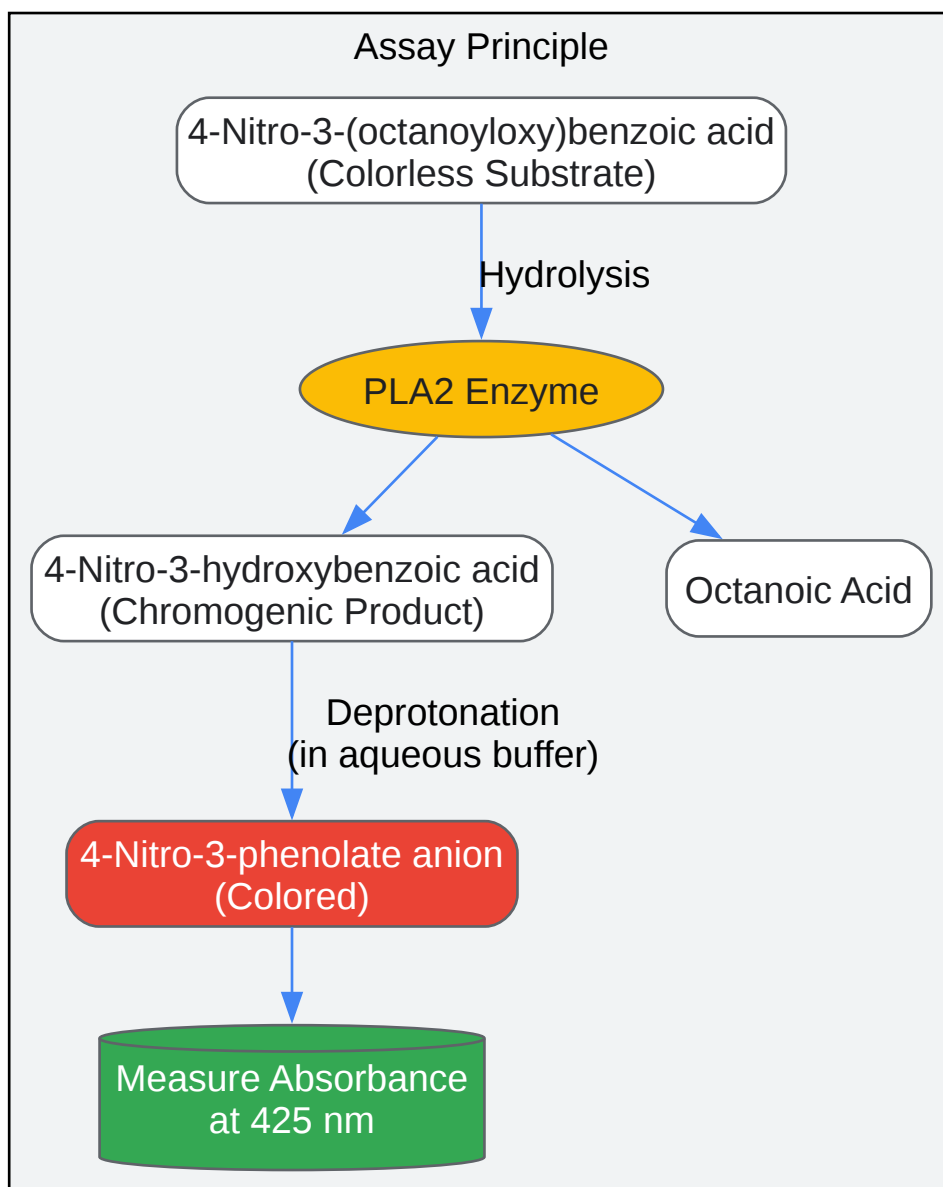 Assay Principle
4-Nitro-3-(octanoyloxy)benzoic acid
(Colorless Substrate)
Hydrolysis
PLA2 Enzyme
4-Nitro-3-hydroxybenzoic acid
(Chromogenic Product)
Octanoic Acid
Deprotonation
(in aqueous buffer)
4-Nitro-3-phenolate anion
(Colored)
Measure Absorbance
at 425 nm